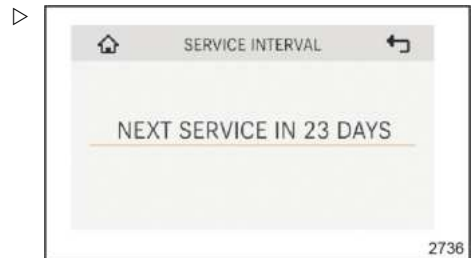 SERVICE INTERVAL
NEXT SERVICE IN 23 DAYS
2736